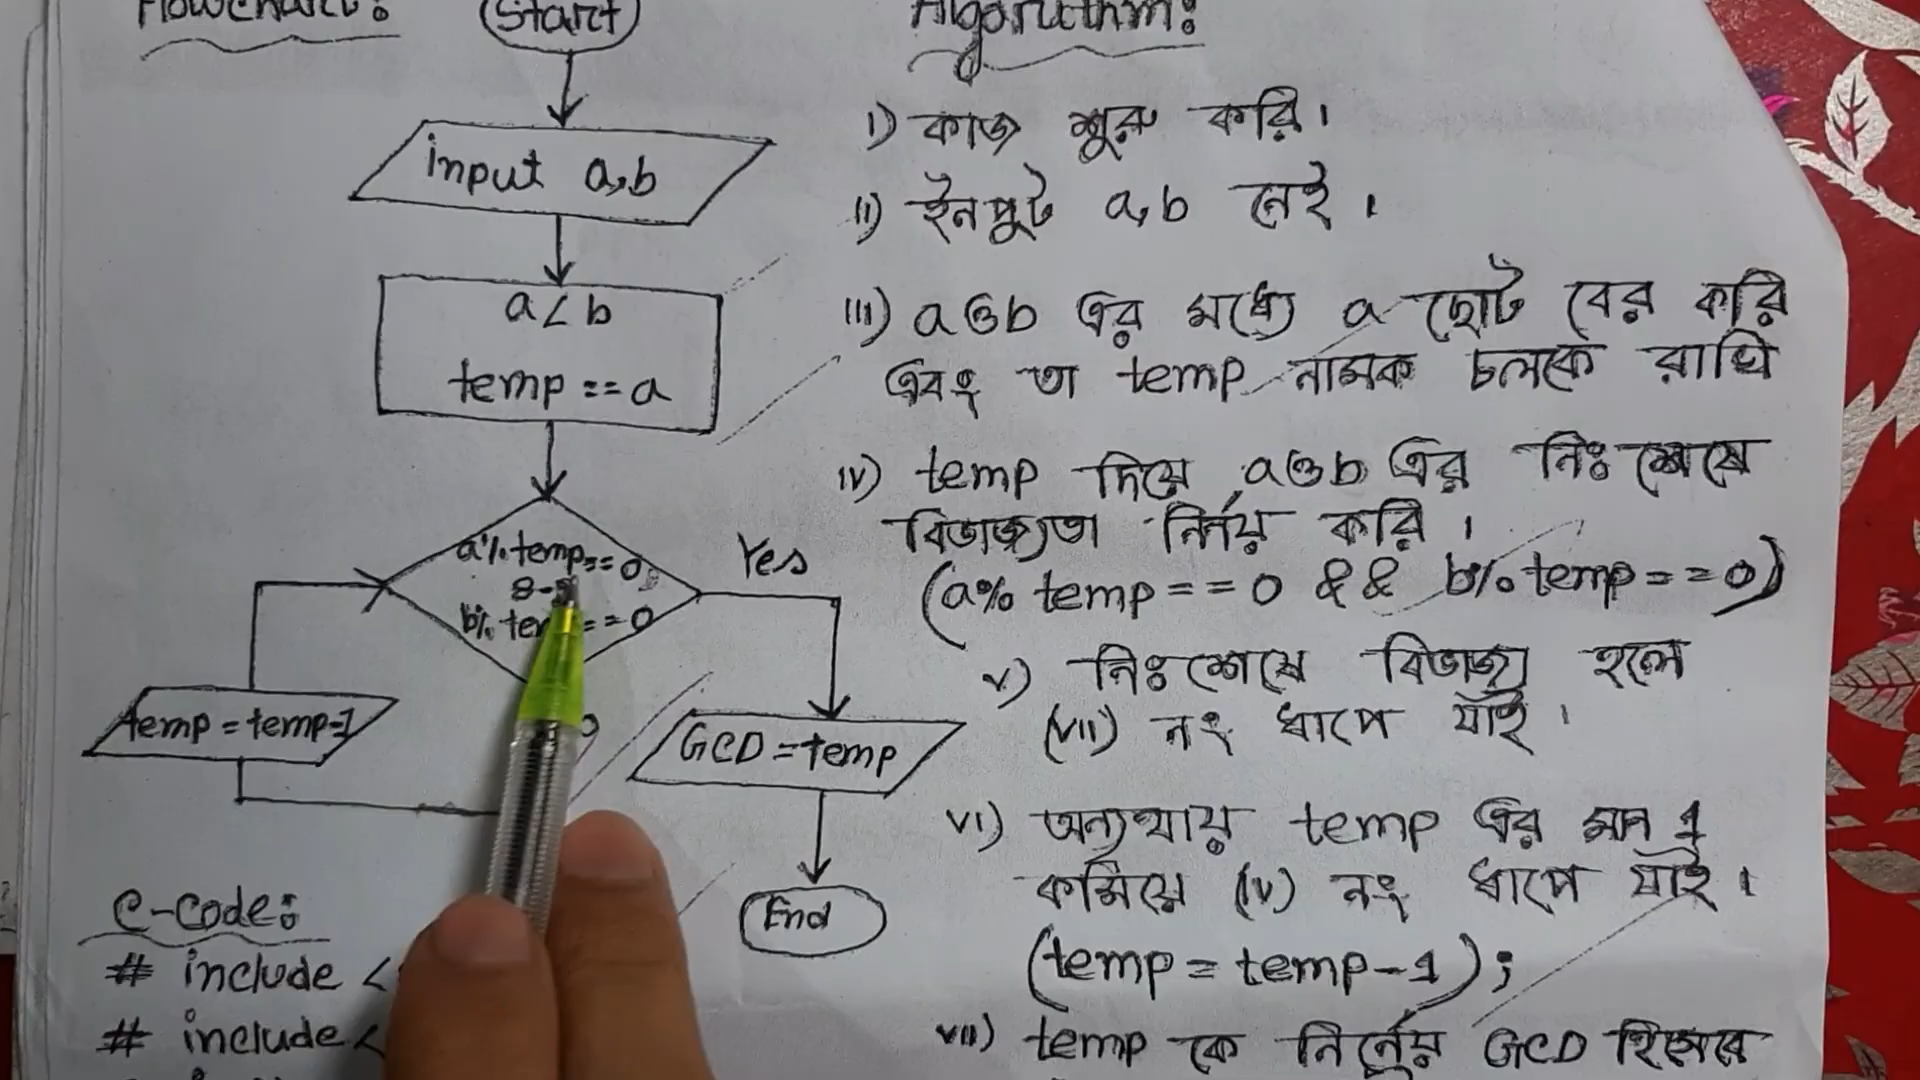 Flowchart:
Start
input a,b
a<b
temp == a
a% temp == 0
b% tem == 0
Yes
temp = temp-1
GCD = temp
End
C-code:
# include <
# include <
Algorithm:
i) কাজ শুরু করি।
ii) ইনপুট a,b নেই।
iii) a ও b এর মধ্যে a ছোট বের করি
এবং তা temp নামক চলকে রাখি
iv) temp দিয়ে a ও b এর নিঃশেষে
বিভাজ্যতা নির্নয় করি।
(a% temp == 0 && b% temp == 0)
v) নিঃশেষে বিভাজ্য হলে
(vii) নং ধাপে যাই।
vi) অন্যথায় temp এর মান 1
কমিয়ে (iv) নং ধাপে যাই।
(temp = temp-1);
vii) temp কে নির্নেয় GCD হিসেবে